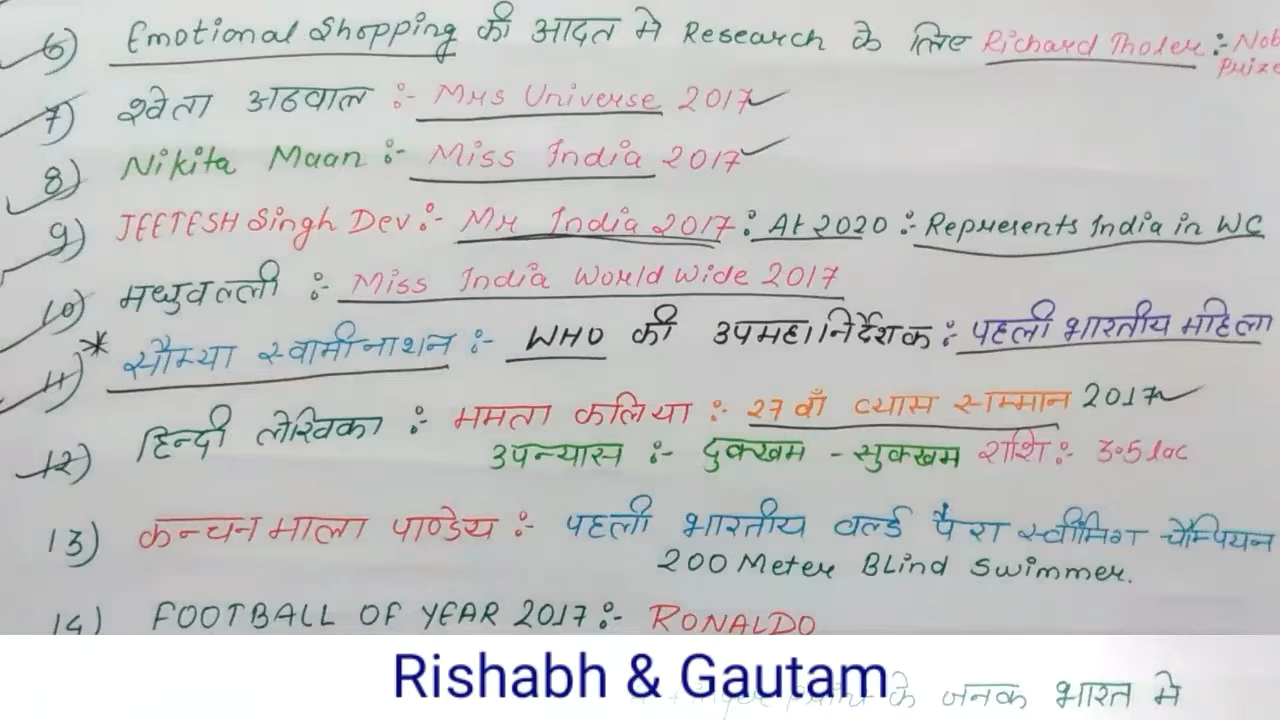 6) Emotional Shopping की आदत मे Research के लिए Richard Thaler :- Nob
Prize
7) श्वेता अठवाल :- Mrs Universe 2017
8) Nikita Maan :- Miss India 2017
9) JEETESH Singh Dev :- Mr India 2017 : At 2020 :- Represents India in WC
10) मधुवल्ली :- Miss India World Wide 2017
* 11) सौम्या स्वामीनाशन :- WHO की उपमहानिर्देशक :- पहली भारतीय महिला
12) हिन्दी लेखिका :- ममता कलिया :- 27 वाँ व्यास सम्मान 2017
उपन्यास :- दुक्खम - सुक्खम राशि :- 3.5 lac
13) कन्चनमाला पाण्डेय :- पहली भारतीय वर्ल्ड पैरा स्वीमिंग चैम्पियन
200 Meter Blind Swimmer.
14) FOOTBALL OF YEAR 2017 :- RONALDO
Rishabh & Gautam
के जनक भारत मे